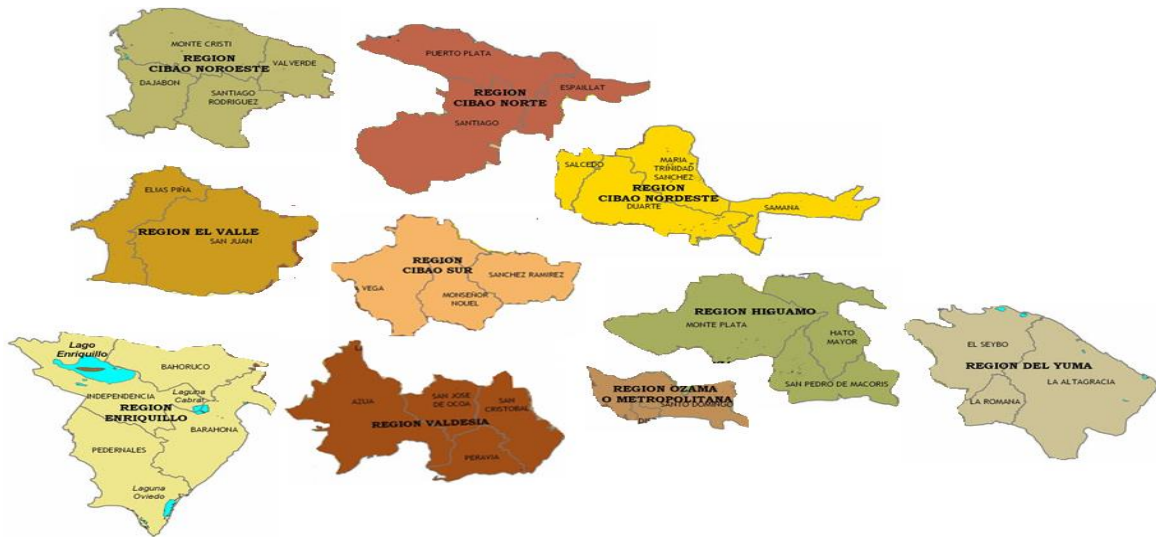 MONTE CRISTI
REGION
CIBAO NOROESTE
VALVERDE
DAJABON
SANTIAGO
RODRIGUEZ
PUERTO PLATA
REGION
CIBAO NORTE
ESPAILLAT
SANTIAGO
SALCEDO
MARIA
TRINIDAD
SANCHEZ
REGION
CIBAO NORDESTE
DUARTE
SAMANA
ELIAS PIÑA
REGION EL VALLE
SAN JUAN
REGION
CIBAO SUR
SANCHEZ RAMIREZ
VEGA
MONSEÑOR
NOUEL
REGION HIGUAMO
MONTE PLATA
HATO
MAYOR
SAN PEDRO DE MACORIS
EL SEYBO
REGION DEL YUMA
LA ALTAGRACIA
LA ROMANA
Lago
Enriquillo
BAHORUCO
INDEPENDENCIA
Laguna
Cabral
REGION
ENRIQUILLO
BARAHONA
PEDERNALES
Laguna
Oviedo
AZUA
SAN JOSE
DE OCOA
SAN
CRISTOBAL
REGION VALDESIA
PERAVIA
REGION OZAMA
O METROPOLITANA
SANTO DOMINGO